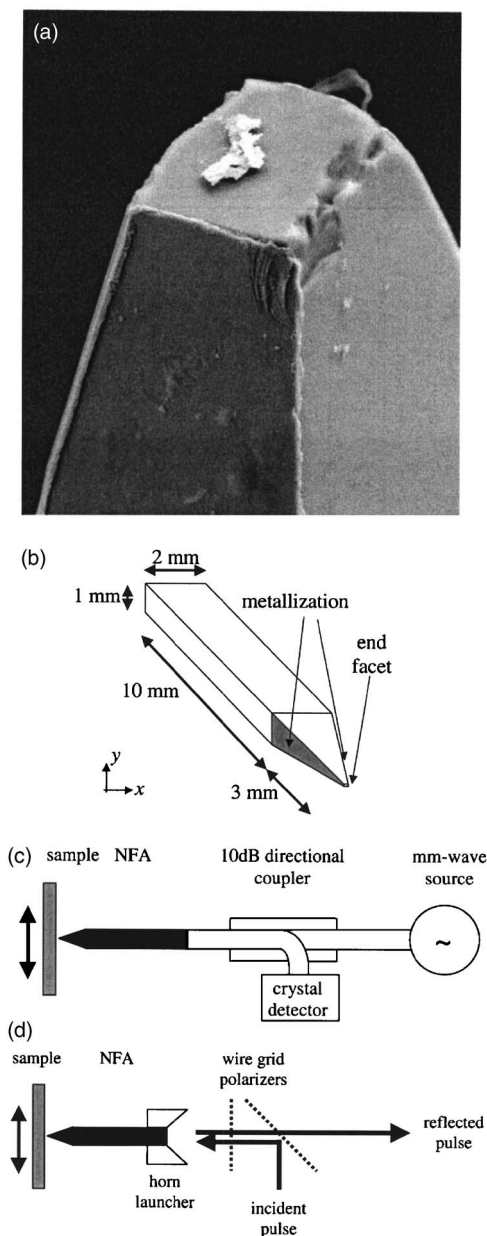 (a)
(b)
2 mm
1 mm
metallization
end
facet
10 mm
y
x
3 mm
(c)
sample NFA
10dB directional
coupler
mm-wave
source
~
crystal
detector
(d)
sample
NFA
wire grid
polarizers
reflected
pulse
horn
launcher
incident
pulse